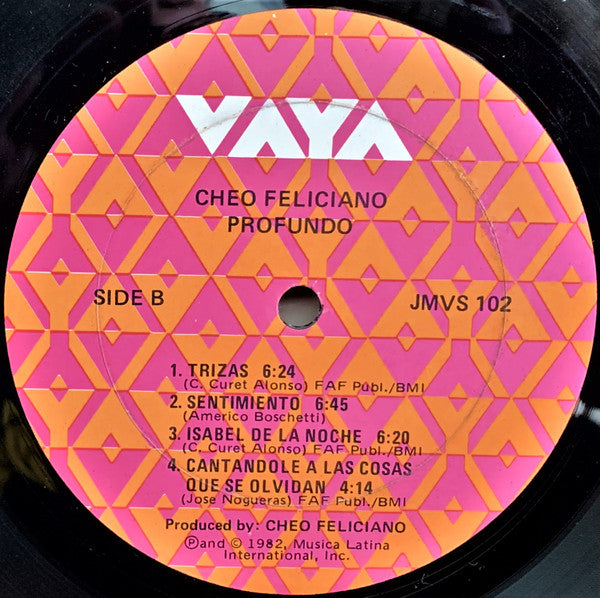 VAYA
CHEO FELICIANO
PROFUNDO
SIDE B
JMVS 102
1. TRIZAS 6:24
(C. Curet Alonso) FAF Publ./BMI
2. SENTIMIENTO 6:45
(Americo Boschetti)
3. ISABEL DE LA NOCHE 6:20
(C. Curet Alonso) FAF Publ./BMI
4. CANTANDOLE A LAS COSAS
QUE SE OLVIDAN 4:14
(Jose Nogueras) FAF Publ./BMI
Produced by: CHEO FELICIANO
Ⓟand © 1982, Musica Latina
International, Inc.